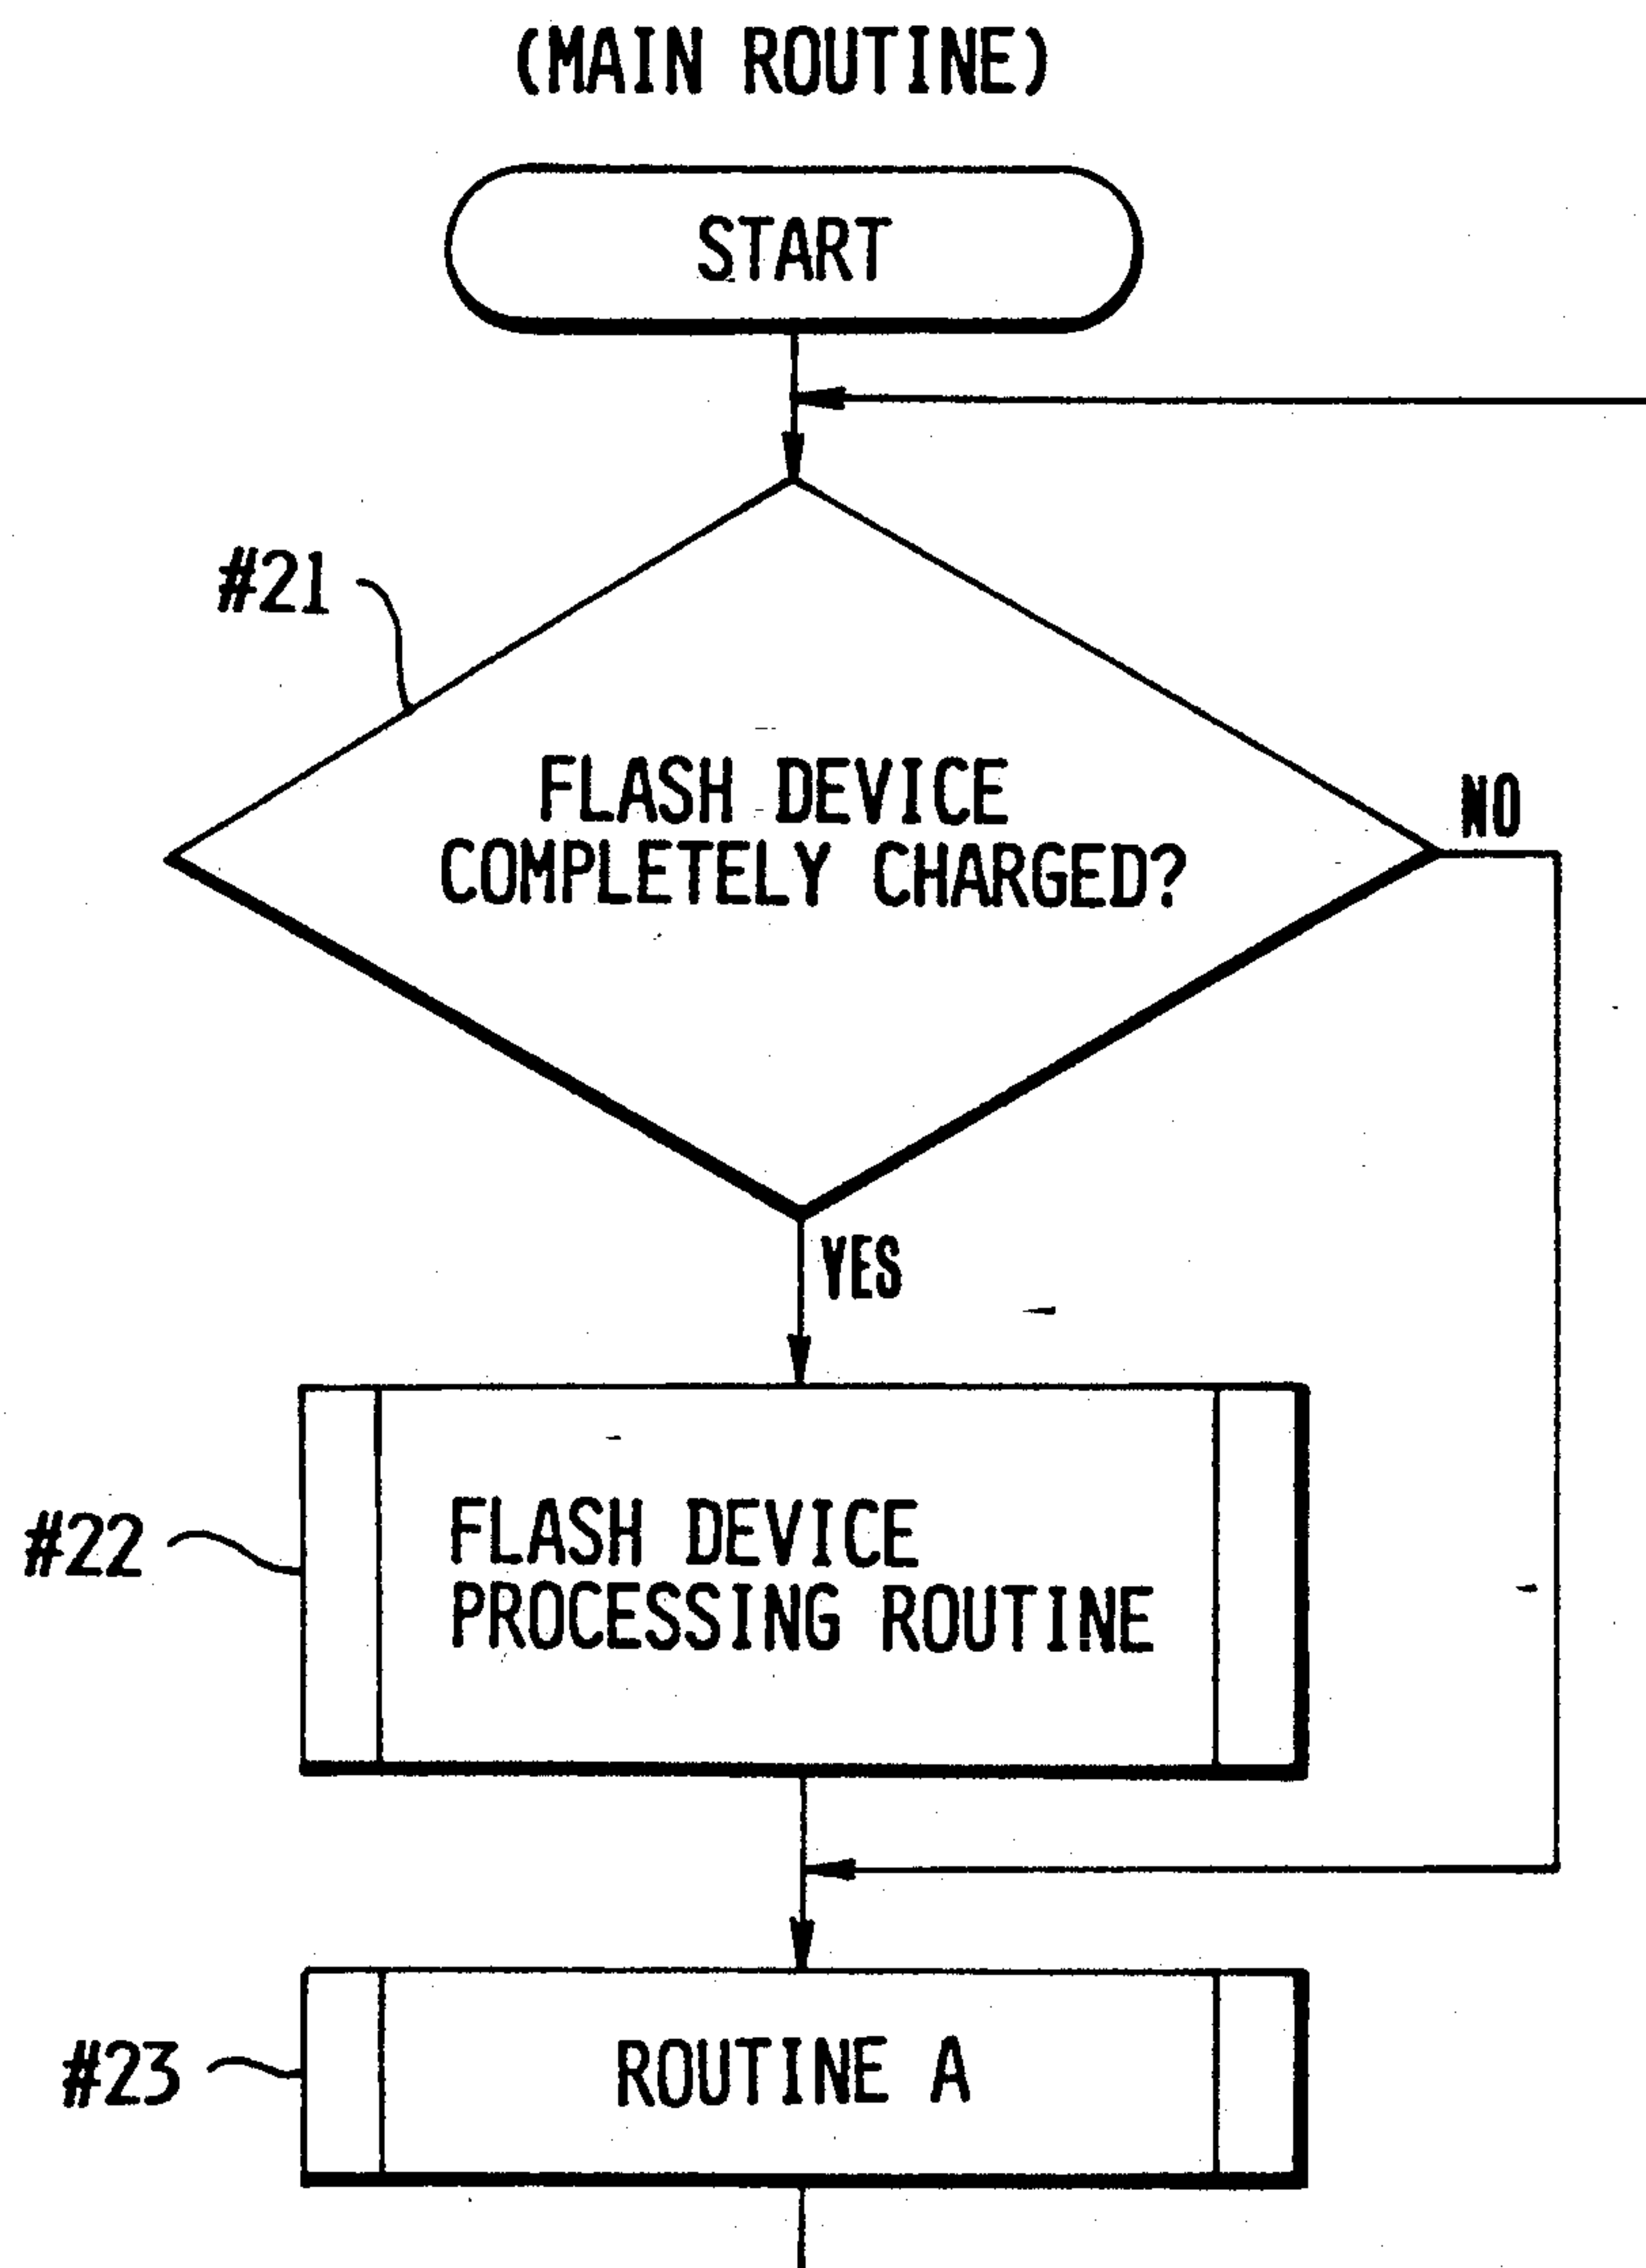 (MAIN ROUTINE)
START
#21
FLASH DEVICE
COMPLETELY CHARGED?
NO
YES
#22
FLASH DEVICE
PROCESSING ROUTINE
#23
ROUTINE A